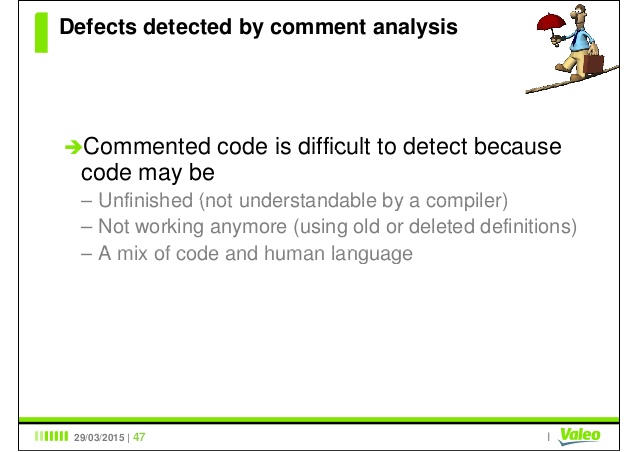 Defects detected by comment analysis
➔Commented code is difficult to detect because
code may be
– Unfinished (not understandable by a compiler)
– Not working anymore (using old or deleted definitions)
– A mix of code and human language
29/03/2015 | 47
| Valeo